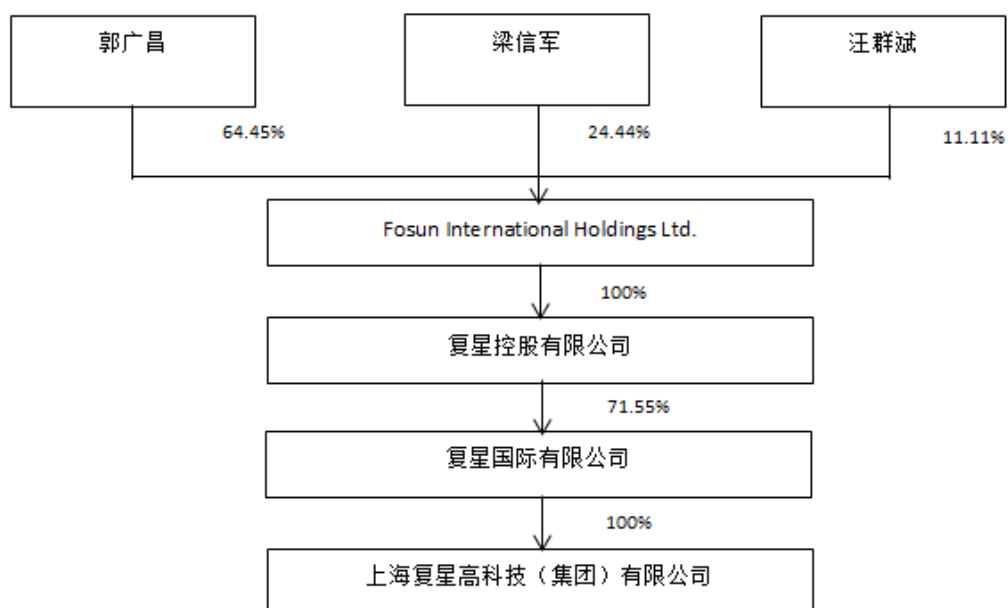 郭广昌
梁信军
汪群斌
64.45%
24.44%
11.11%
Fosun International Holdings Ltd.
100%
复星控股有限公司
71.55%
复星国际有限公司
100%
上海复星高科技（集团）有限公司